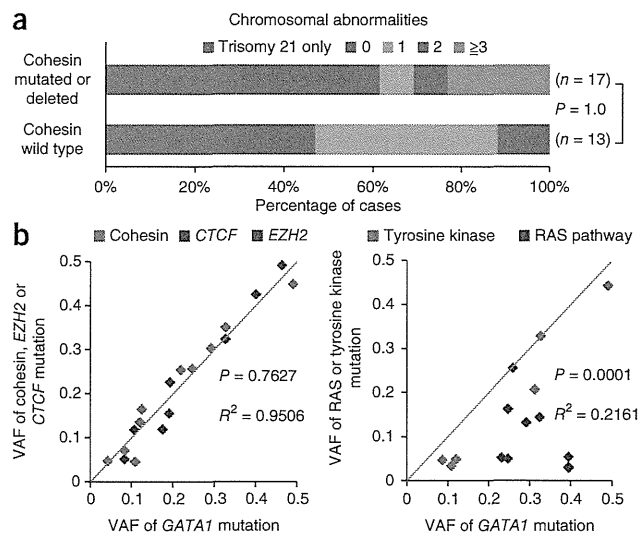 a
Chromosomal abnormalities
Trisomy 21 only 0 1 2 ≥3
Cohesin
mutated or
deleted
(n = 17)
P = 1.0
Cohesin
wild type
(n = 13)
0% 20% 40% 60% 80% 100%
Percentage of cases
b
Cohesin CTCF EZH2
VAF of cohesin, EZH2 or
CTCF mutation
0.5
0.4
0.3
0.2
0.1
0
P = 0.7627
R² = 0.9506
0 0.1 0.2 0.3 0.4 0.5
VAF of GATA1 mutation
Tyrosine kinase RAS pathway
VAF of RAS or tyrosine kinase
mutation
0.5
0.4
0.3
0.2
0.1
0
P = 0.0001
R² = 0.2161
0 0.1 0.2 0.3 0.4 0.5
VAF of GATA1 mutation